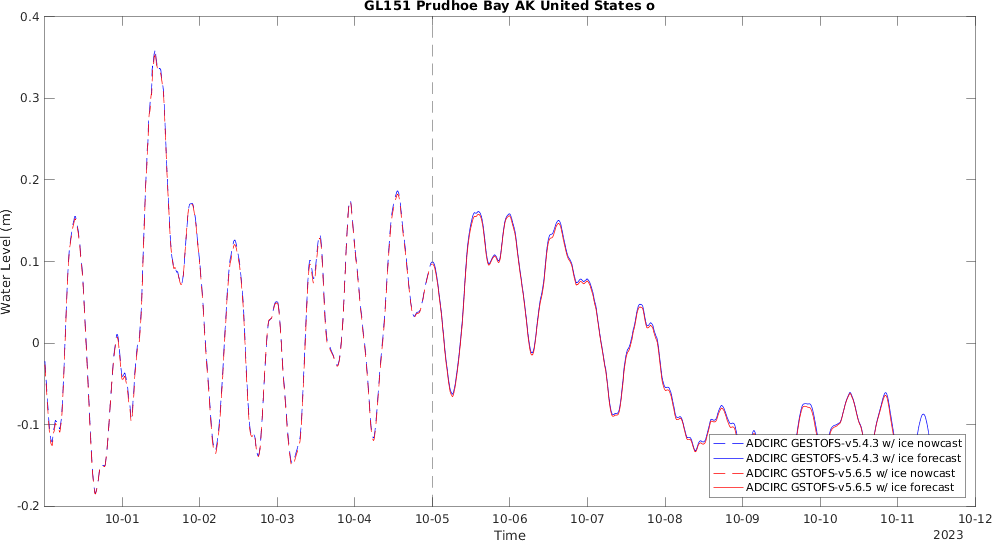 GL151 Prudhoe Bay AK United States o
0.4
0.3
0.2
0.1
0
-0.1
-0.2
Water Level (m)
ADCIRC GESTOFS-v5.4.3 w/ ice nowcast
ADCIRC GESTOFS-v5.4.3 w/ ice forecast
ADCIRC GSTOFS-v5.6.5 w/ ice nowcast
ADCIRC GSTOFS-v5.6.5 w/ ice forecast
10-01 10-02 10-03 10-04 10-05 10-06 10-07 10-08 10-09 10-10 10-11 10-12
Time
2023